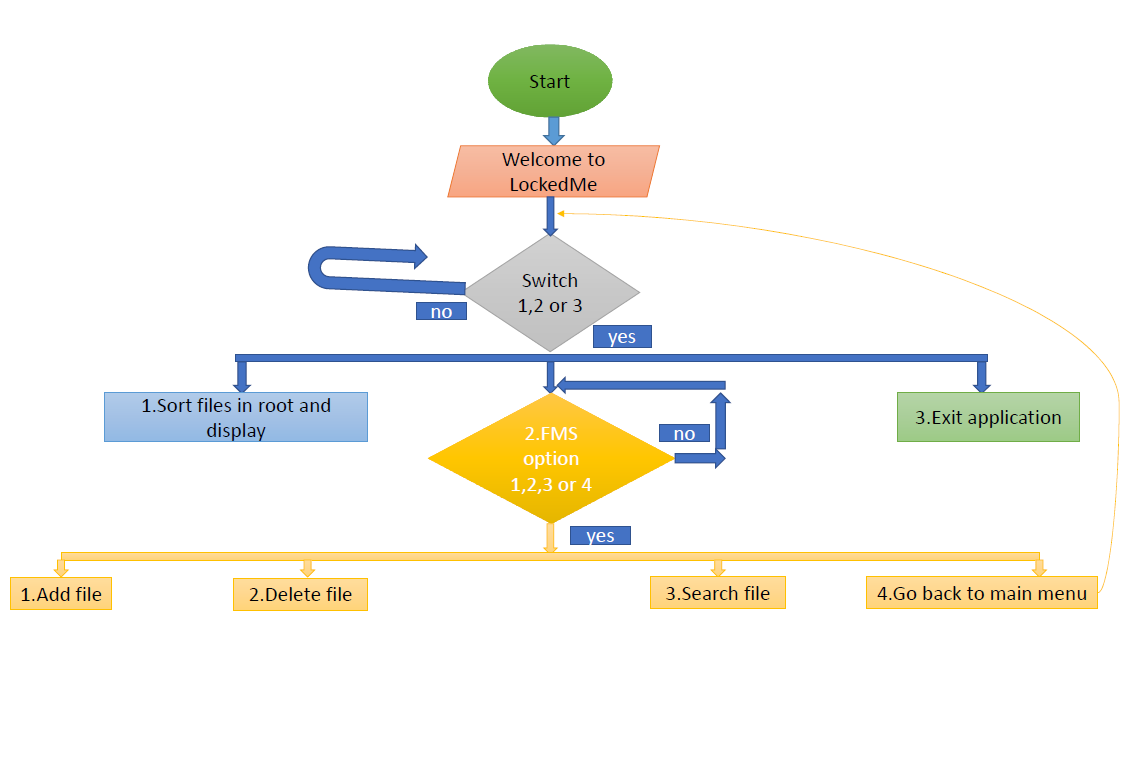 Start
Welcome to
LockedMe
Switch
1,2 or 3
no
yes
1.Sort files in root and
display
2.FMS
option
1,2,3 or 4
no
3.Exit application
yes
1.Add file
2.Delete file
3.Search file
4.Go back to main menu